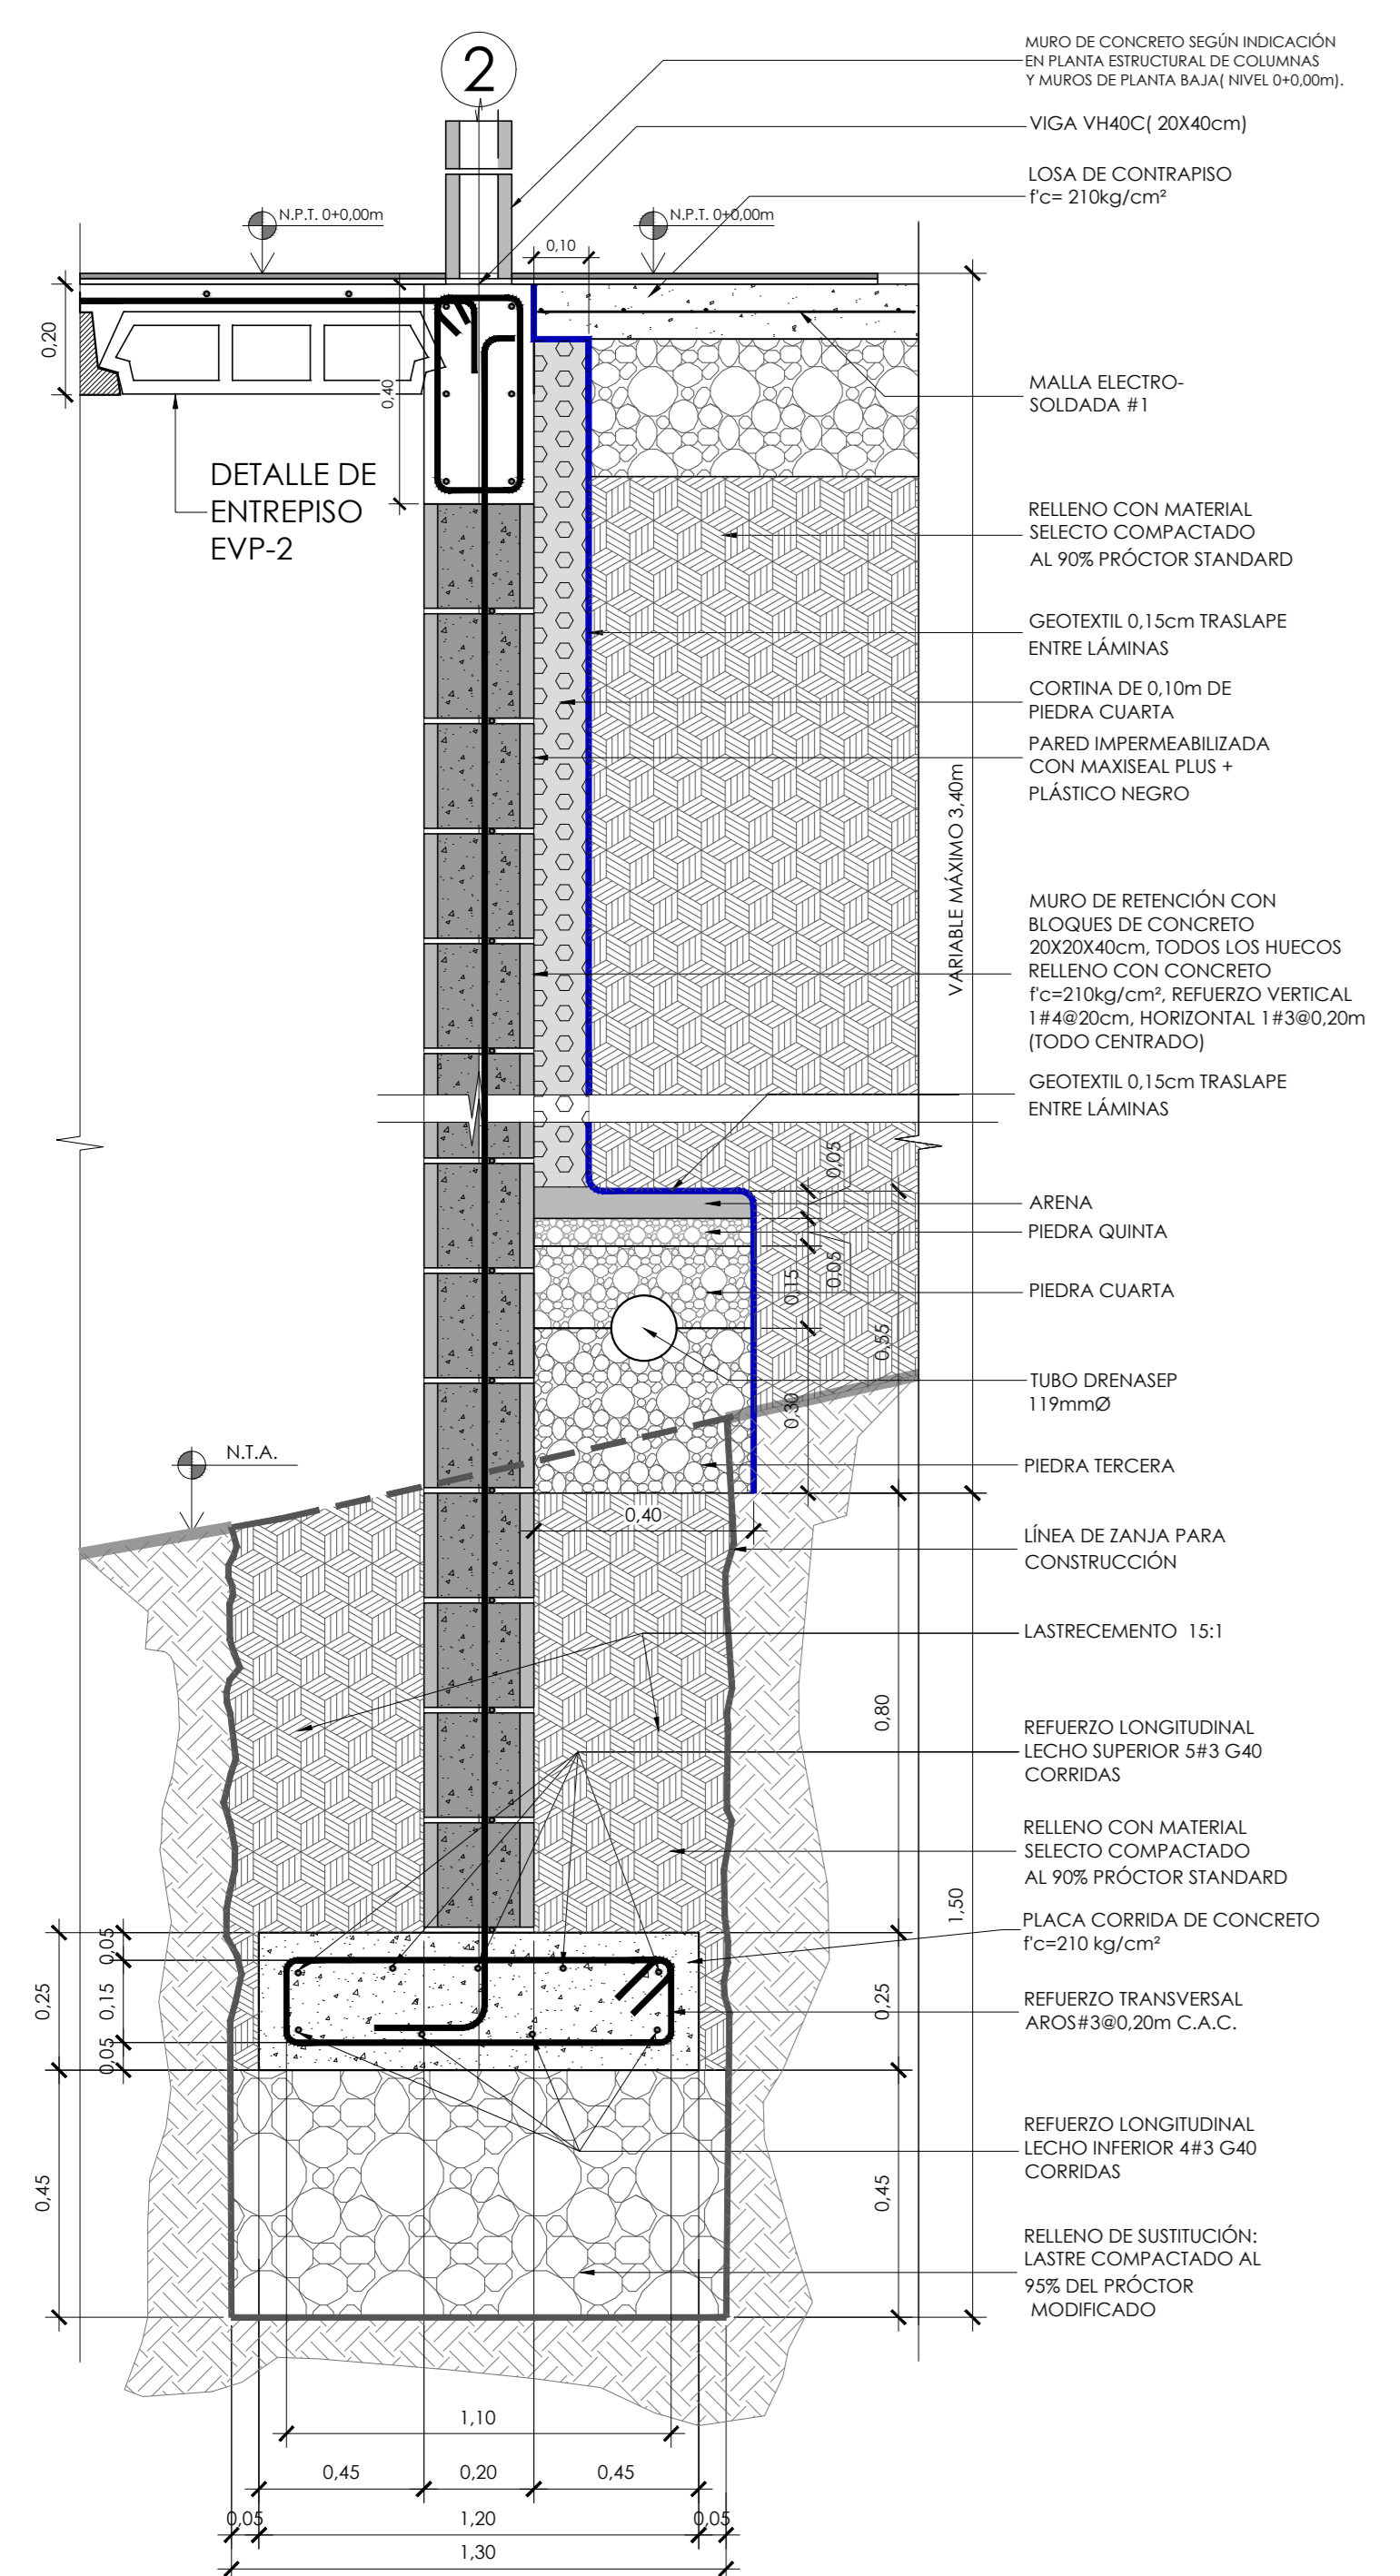 2
MURO DE CONCRETO SEGÚN INDICACIÓN
EN PLANTA ESTRUCTURAL DE COLUMNAS
Y MUROS DE PLANTA BAJA( NIVEL 0+0,00m).
VIGA VH40C( 20X40cm)
LOSA DE CONTRAPISO
f'c= 210kg/cm²
N.P.T. 0+0,00m
N.P.T. 0+0,00m
0,10
0,20
0,40
MALLA ELECTRO-
SOLDADA #1
DETALLE DE
ENTREPISO
EVP-2
RELLENO CON MATERIAL
SELECTO COMPACTADO
AL 90% PRÓCTOR STANDARD
GEOTEXTIL 0,15cm TRASLAPE
ENTRE LÁMINAS
CORTINA DE 0,10m DE
PIEDRA CUARTA
PARED IMPERMEABILIZADA
CON MAXISEAL PLUS +
PLÁSTICO NEGRO
VARIABLE MÁXIMO 3,40m
MURO DE RETENCIÓN CON
BLOQUES DE CONCRETO
20X20X40cm, TODOS LOS HUECOS
RELLENO CON CONCRETO
f'c=210kg/cm², REFUERZO VERTICAL
1#4@20cm, HORIZONTAL 1#3@0,20m
(TODO CENTRADO)
GEOTEXTIL 0,15cm TRASLAPE
ENTRE LÁMINAS
0,05
ARENA
PIEDRA QUINTA
0,05
0,15
PIEDRA CUARTA
0,55
TUBO DRENASEP
119mmØ
0,30
N.T.A.
PIEDRA TERCERA
0,40
LÍNEA DE ZANJA PARA
CONSTRUCCIÓN
LASTRECEMENTO 15:1
0,80
REFUERZO LONGITUDINAL
LECHO SUPERIOR 5#3 G40
CORRIDAS
RELLENO CON MATERIAL
SELECTO COMPACTADO
AL 90% PRÓCTOR STANDARD
1,50
PLACA CORRIDA DE CONCRETO
f'c=210 kg/cm²
0,05
0,25
0,15
0,25
0,05
REFUERZO TRANSVERSAL
AROS#3@0,20m C.A.C.
REFUERZO LONGITUDINAL
LECHO INFERIOR 4#3 G40
CORRIDAS
0,45
0,45
RELLENO DE SUSTITUCIÓN:
LASTRE COMPACTADO AL
95% DEL PRÓCTOR
MODIFICADO
1,10
0,45
0,20
0,45
0,05
1,20
0,05
1,30